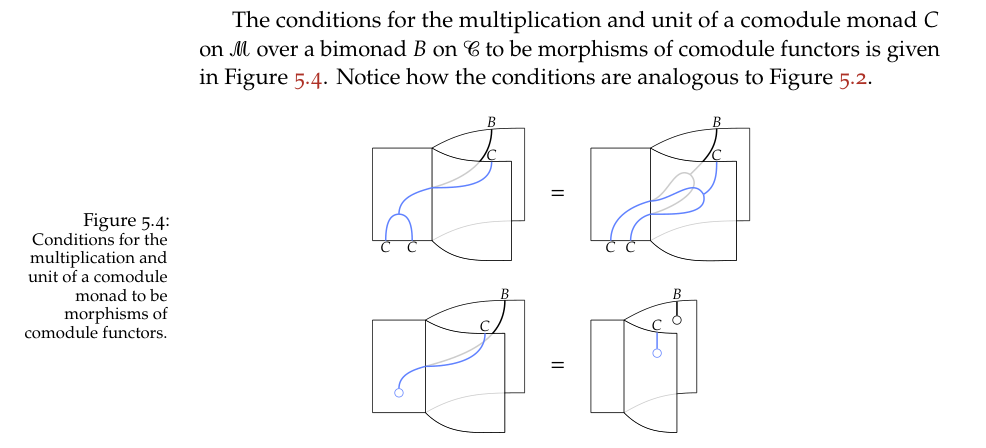 The conditions for the multiplication and unit of a comodule monad C
on ℳ over a bimonad B on 𝒞 to be morphisms of comodule functors is given
in Figure 5.4. Notice how the conditions are analogous to Figure 5.2.
B B
C C
=
Figure 5.4:
Conditions for the
multiplication and
unit of a comodule
monad to be
morphisms of
comodule functors.
C C C C
B B
C C
=